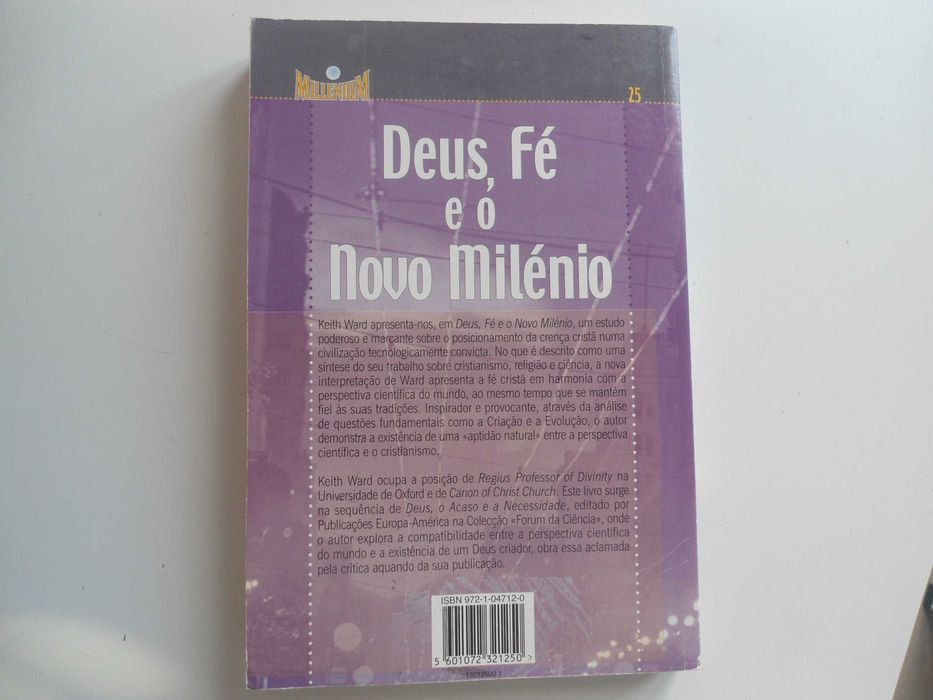 MILLENIUM
25
Deus, Fé
e o
Novo Milénio
Keith Ward apresenta-nos, em Deus, Fé e o Novo Milénio, um estudo
poderoso e marcante sobre o posicionamento da crença cristã numa
civilização tecnologicamente convicta. No que é descrito como uma
síntese do seu trabalho sobre cristianismo, religião e ciência, a nova
interpretação de Ward apresenta a fé cristã em harmonia com a
perspectiva científica do mundo, ao mesmo tempo que se mantém
fiel às suas tradições. Inspirador e provocante, através da análise
de questões fundamentais como a Criação e a Evolução, o autor
demonstra a existência de uma «aptidão natural» entre a perspectiva
científica e o cristianismo.
Keith Ward ocupa a posição de Regius Professor of Divinity na
Universidade de Oxford e de Canon of Christ Church. Este livro surge
na sequência de Deus, o Acaso e a Necessidade, editado por
Publicações Europa-América na Colecção «Forum da Ciência», onde
o autor explora a compatibilidade entre a perspectiva científica
do mundo e a existência de um Deus criador, obra essa aclamada
pela crítica aquando da sua publicação.
ISBN 972-1-04712-0
5 601072 321250 >
13212500 1